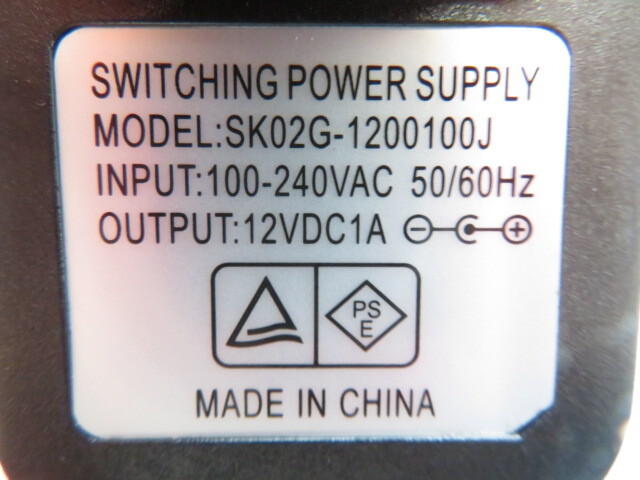 SWITCHING POWER SUPPLY
MODEL:SK02G-1200100J
INPUT:100-240VAC 50/60Hz
OUTPUT:12VDC1A
PS
E
MADE IN CHINA